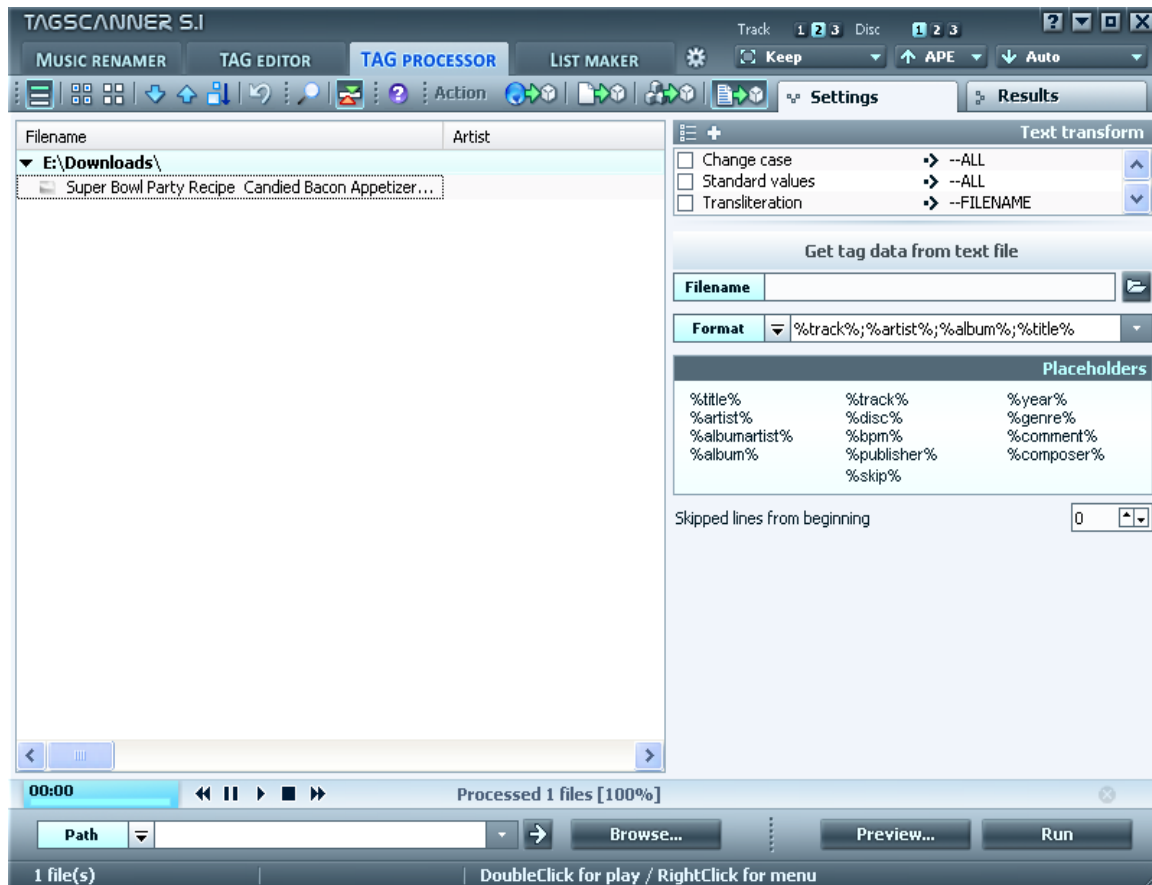 TAGSCANNER 5.1
Track 1 2 3 Disc 1 2 3
MUSIC RENAMER TAG EDITOR TAG PROCESSOR LIST MAKER Keep APE Auto
Action Settings Results
Filename Artist
E:\Downloads\
Super Bowl Party Recipe Candied Bacon Appetizer...
Text transform
Change case --ALL
Standard values --ALL
Transliteration --FILENAME
Get tag data from text file
Filename
Format %track%;%artist%;%album%;%title%
Placeholders
%title% %track% %year%
%artist% %disc% %genre%
%albumartist% %bpm% %comment%
%album% %publisher% %composer%
%skip%
Skipped lines from beginning 0
00:00 Processed 1 files [100%]
Path Browse... Preview... Run
1 file(s) DoubleClick for play / RightClick for menu